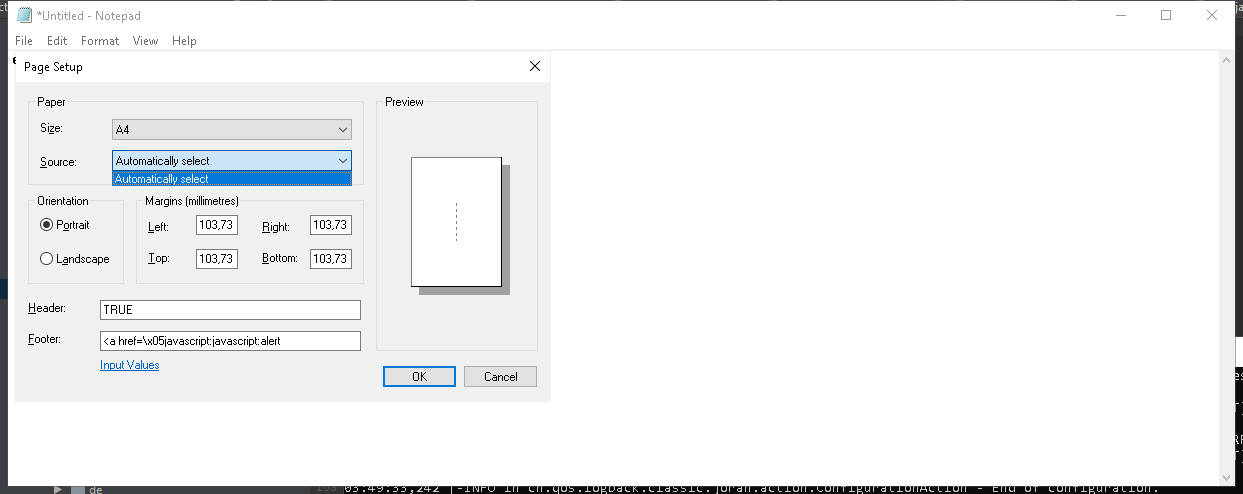 *Untitled - Notepad
File Edit Format View Help
Page Setup
Paper
Size: A4
Source: Automatically select
Automatically select
Orientation
Portrait
Landscape
Margins (millimetres)
Left: 103,73 Right: 103,73
Top: 103,73 Bottom: 103,73
Header: TRUE
Footer: <a href=\x05javascript:javascript:alert
Input Values
Preview
OK Cancel
de
03:49:33,242 |-INFO in ch.qos.logback.classic.joran.action.ConfigurationAction - End of configuration.